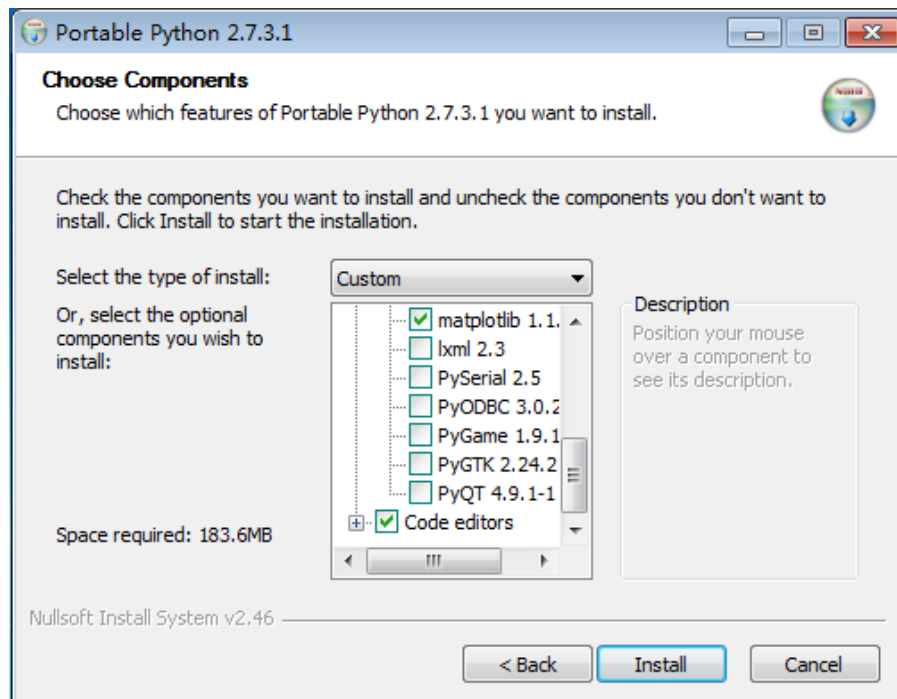 Portable Python 2.7.3.1
Choose Components
Choose which features of Portable Python 2.7.3.1 you want to install.
Check the components you want to install and uncheck the components you don't want to
install. Click Install to start the installation.
Select the type of install:
Custom
Or, select the optional
components you wish to
install:
matplotlib 1.1.
lxml 2.3
PySerial 2.5
PyODBC 3.0.2
PyGame 1.9.1
PyGTK 2.24.2
PyQT 4.9.1-1
Code editors
Description
Position your mouse
over a component to
see its description.
Space required: 183.6MB
Nullsoft Install System v2.46
< Back
Install
Cancel